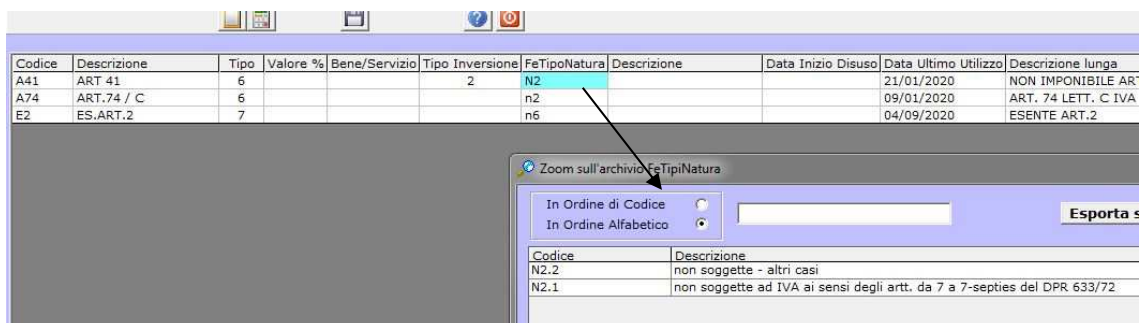 Codice Descrizione Tipo Valore % Bene/Servizio Tipo Inversione FeTipoNatura Descrizione Data Inizio Disuso Data Ultimo Utilizzo Descrizione lunga
A41 ART 41 6 2 N2 21/01/2020 NON IMPONIBILE ART
A74 ART.74 / C 6 n2 09/01/2020 ART. 74 LETT. C IVA
E2 ES.ART.2 7 n6 04/09/2020 ESENTE ART.2
Zoom sull'archivio FeTipiNatura
In Ordine di Codice
In Ordine Alfabetico
Esporta s
Codice Descrizione
N2.2 non soggette - altri casi
N2.1 non soggette ad IVA ai sensi degli artt. da 7 a 7-septies del DPR 633/72